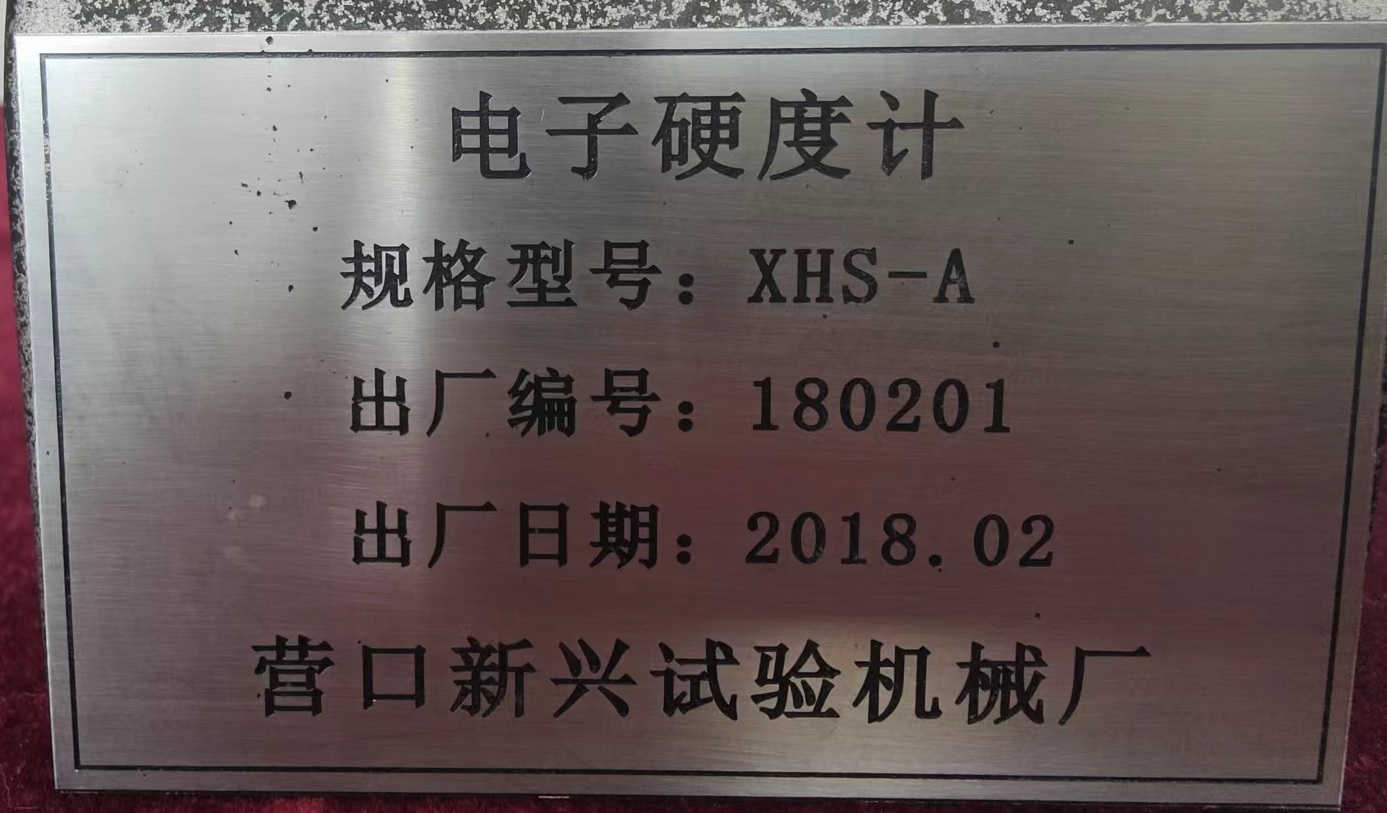 电子硬度计
规格型号：XHS-A
出厂编号：180201
出厂日期：2018.02
营口新兴试验机械厂